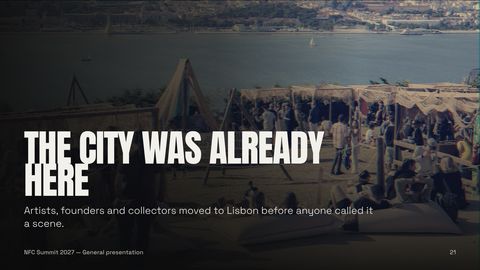 THE CITY WAS ALREADY
HERE
Artists, founders and collectors moved to Lisbon before anyone called it
a scene.
NFC Summit 2027 — General presentation
21